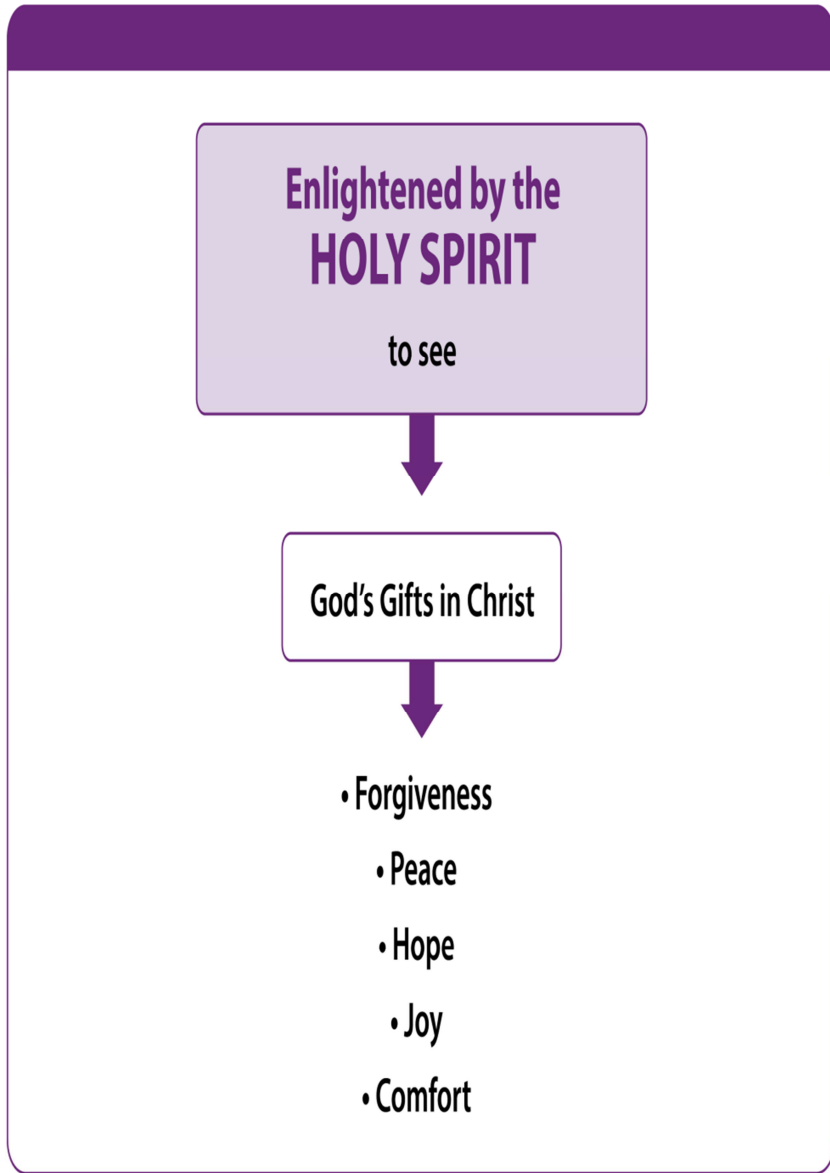 Enlightened by the
HOLY SPIRIT
to see
God's Gifts in Christ
• Forgiveness
• Peace
• Hope
• Joy
• Comfort